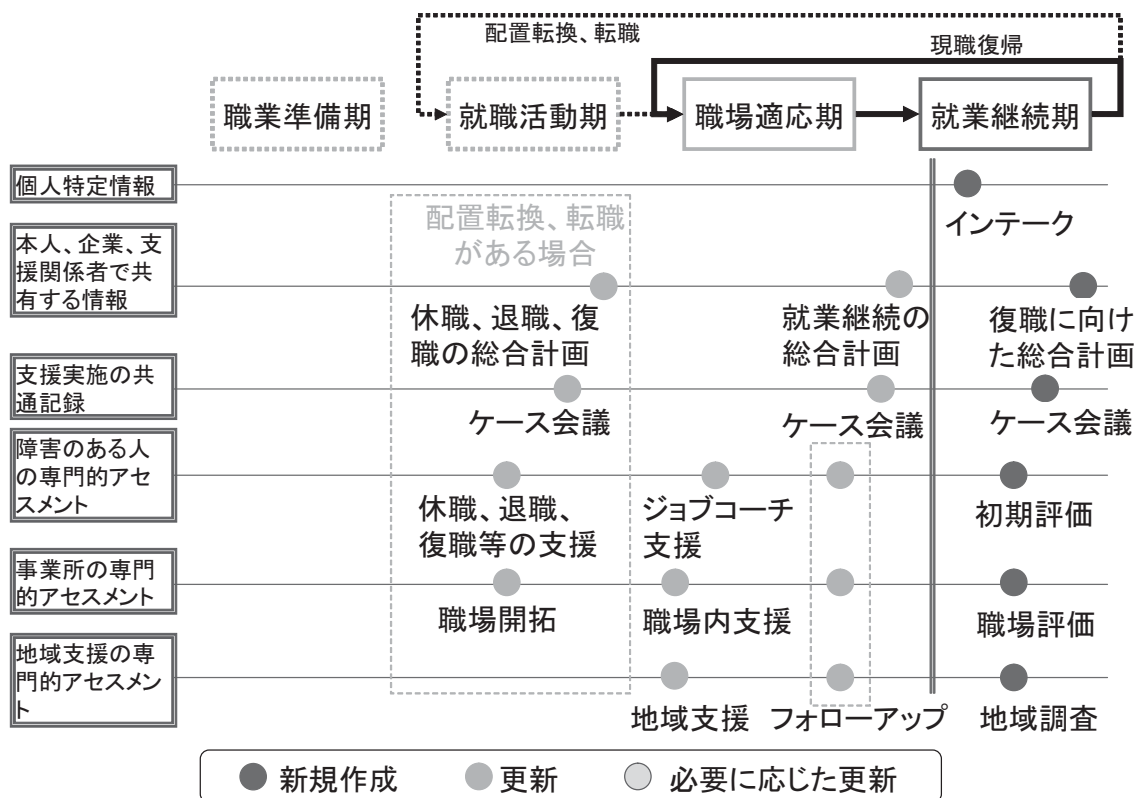 配置転換、転職
現職復帰
職業準備期
就職活動期
職場適応期
就業継続期
個人特定情報
インテーク
本人、企業、支
援関係者で共
有する情報
配置転換、転職
がある場合
休職、退職、復
職の総合計画
就業継続の
総合計画
復職に向け
た総合計画
支援実施の共
通記録
ケース会議
ケース会議
ケース会議
障害のある人
の専門的アセ
スメント
休職、退職、
復職等の支援
ジョブコーチ
支援
初期評価
事業所の専門
的アセスメント
職場開拓
職場内支援
職場評価
地域支援の専
門的アセスメン
ト
地域支援
フォローアップ
地域調査
新規作成
更新
必要に応じた更新